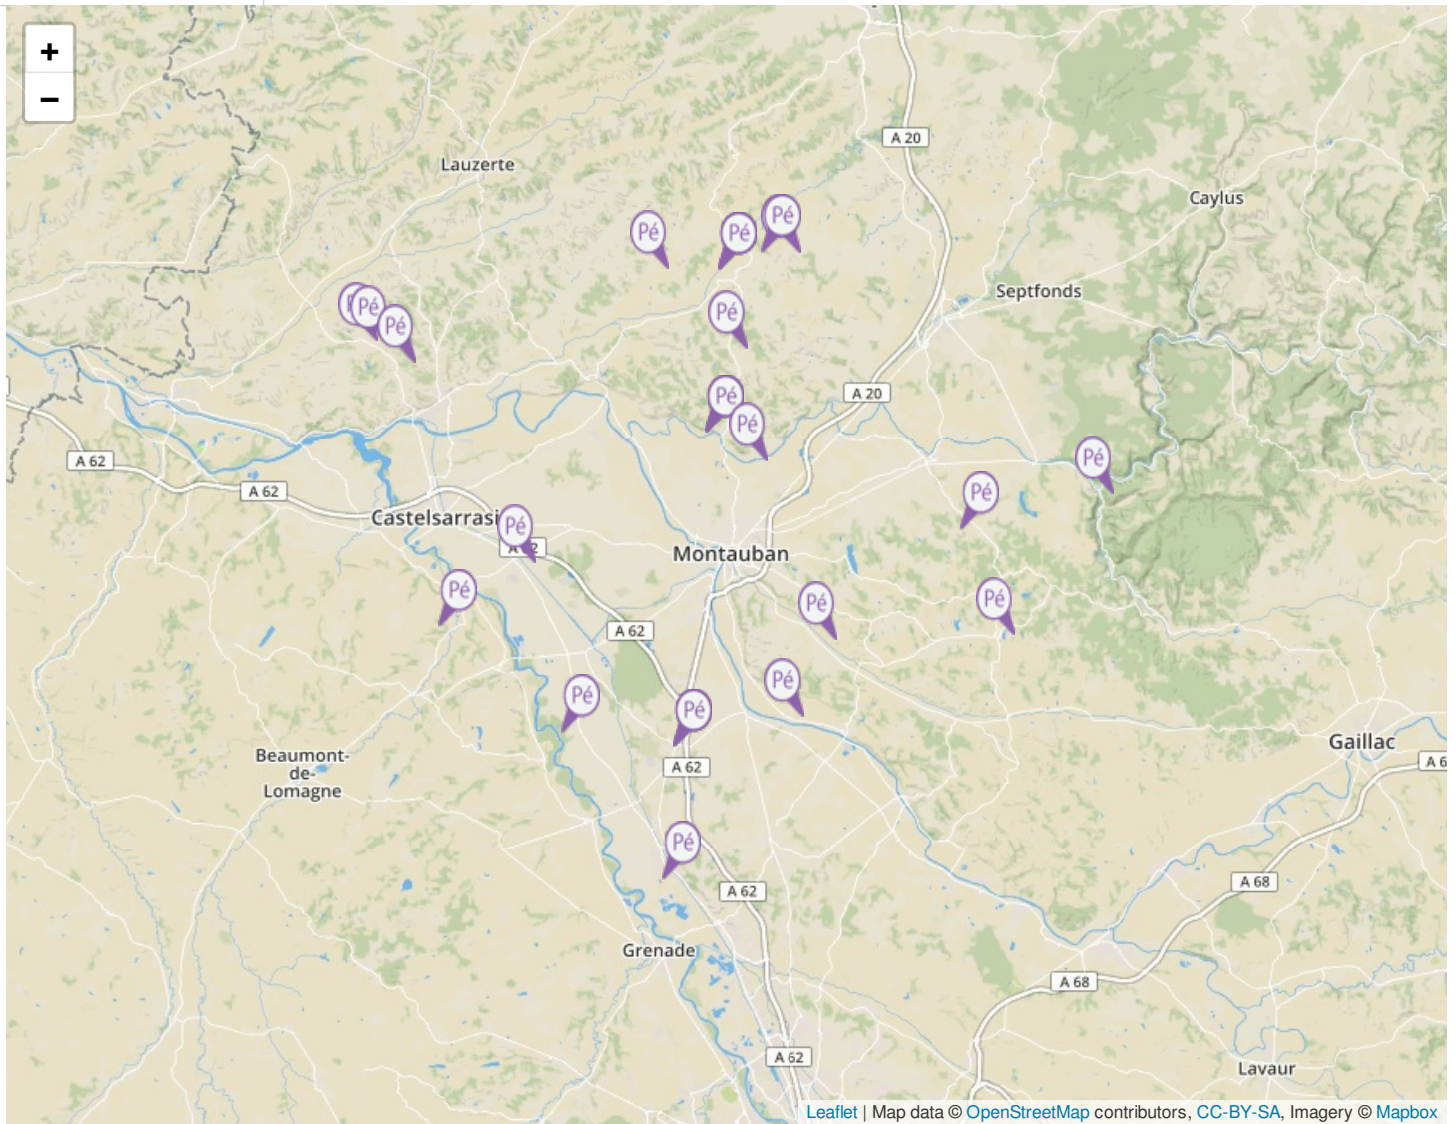 +
−
A 20
Lauzerte
Caylus
Pé
Pé
Pé
Septfonds
Pé
Pé
Pé
Pé
A 20
Pé
Pé
Pé
A 62
A 62
Pé
Castelsarrasi
Pé
Montauban
Pé
Pé
Pé
A 62
Pé
Pé
Pé
Gaillac
Beaumont-
de-
Lomagne
A 62
A 6
Pé
A 62
A 68
Grenade
A 68
A 62
Lavaur
Leaflet | Map data © OpenStreetMap contributors, CC-BY-SA, Imagery © Mapbox